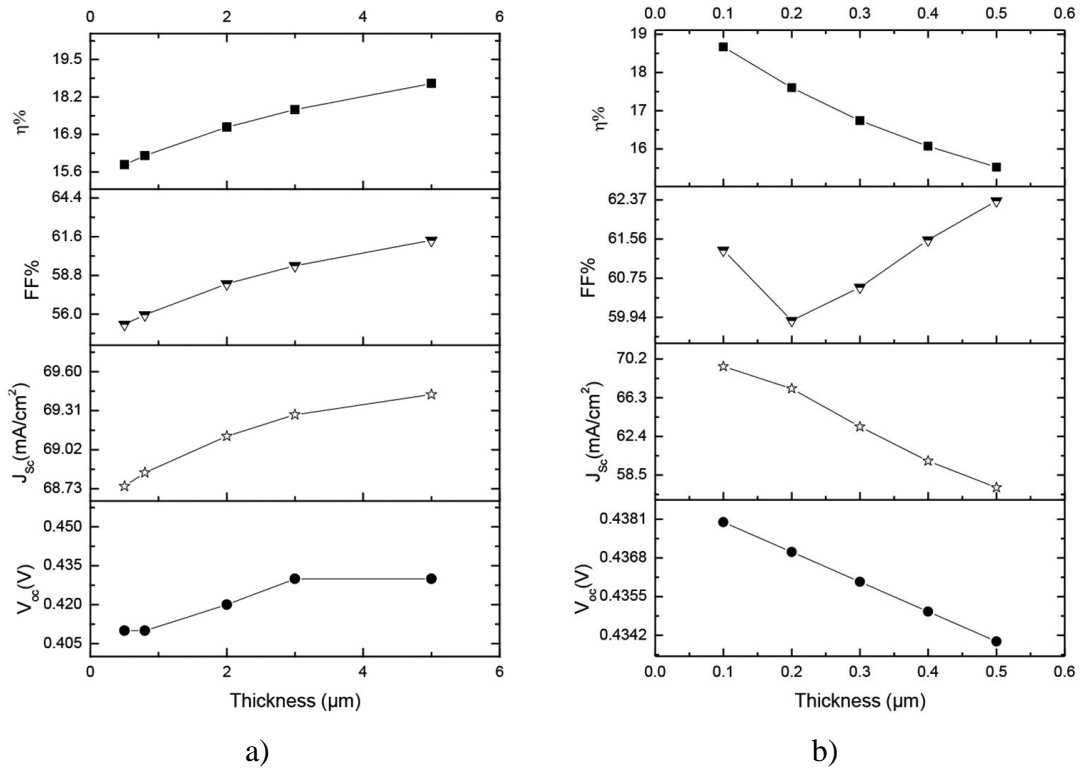 0 2 4 6
19.5
18.2
16.9
15.6
η%
64.4
61.6
58.8
56.0
FF%
69.60
69.31
69.02
68.73
Jsc(mA/cm²)
0.450
0.435
0.420
0.405
Voc(V)
0 2 4 6
Thickness (µm)
a)
0.0 0.1 0.2 0.3 0.4 0.5 0.6
19
18
17
16
η%
62.37
61.56
60.75
59.94
FF%
70.2
66.3
62.4
58.5
Jsc(mA/cm²)
0.4381
0.4368
0.4355
0.4342
Voc(V)
0.0 0.1 0.2 0.3 0.4 0.5 0.6
Thickness (µm)
b)